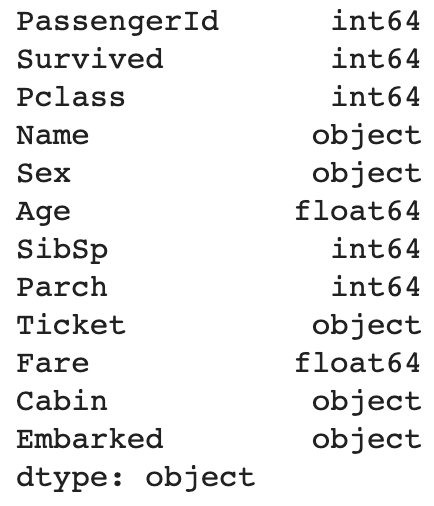 PassengerId int64
Survived int64
Pclass int64
Name object
Sex object
Age float64
SibSp int64
Parch int64
Ticket object
Fare float64
Cabin object
Embarked object
dtype: object